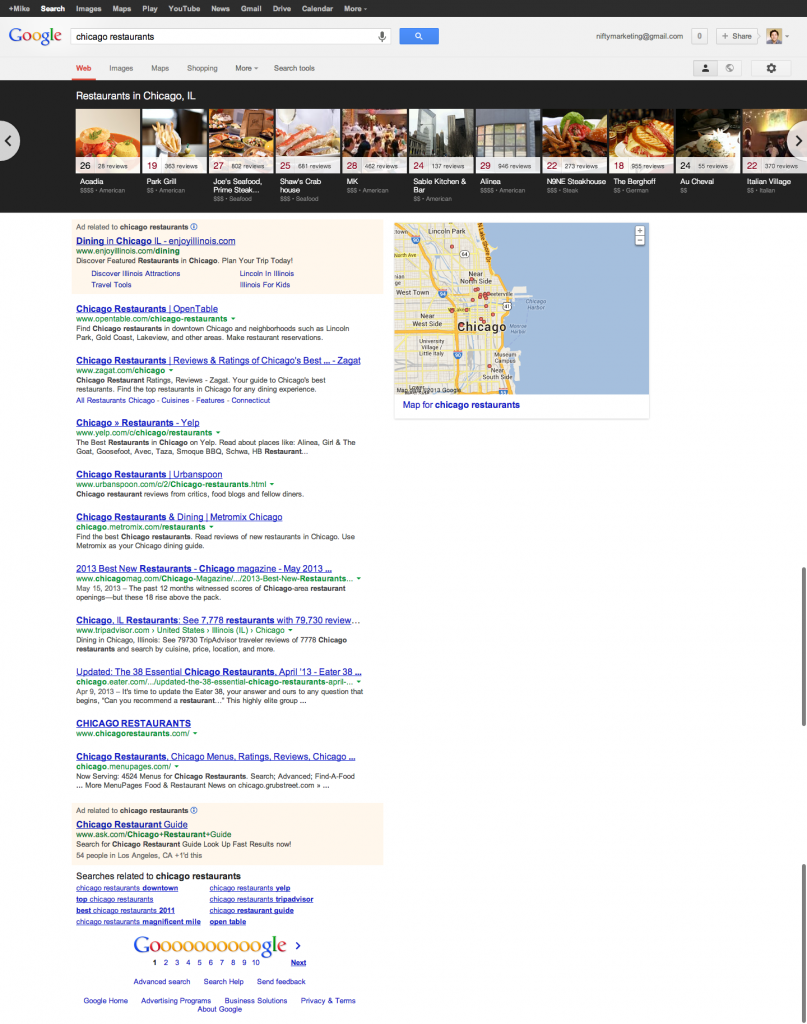 +Mike Search Images Maps Play YouTube News Gmail Drive Calendar More
Google chicago restaurants niftymarketing@gmail.com 0 + Share
Web Images Maps Shopping More Search tools
Restaurants in Chicago, IL
26 28 reviews 19 363 reviews 27 802 reviews 25 681 reviews 28 462 reviews 24 137 reviews 29 946 reviews 22 273 reviews 18 955 reviews 24 55 reviews 22 370 reviews
Acadia Park Grill Joe's Seafood, Shaw's Crab MK Sable Kitchen & Alinea N9NE Steakhouse The Berghoff Au Cheval Italian Village
$$$$ • American $$ • American Prime Steak... house $$$ • American Bar $$$$ • American $$$ • Steak $$ • German $$ $$ • Italian
$$$ • Seafood $$$ • Seafood $$ • American
Ad related to chicago restaurants
Dining in Chicago IL - enjoyillinois.com
www.enjoyillinois.com/dining
Discover Featured Restaurants in Chicago. Plan Your Trip Today!
Discover Illinois Attractions Lincoln In Illinois
Travel Tools Illinois For Kids
Chicago Restaurants | OpenTable
www.opentable.com/chicago-restaurants
Find Chicago restaurants in downtown Chicago and neighborhoods such as Lincoln
Park, Gold Coast, Lakeview, and other areas. Make restaurant reservations.
Chicago Restaurants | Reviews & Ratings of Chicago's Best ... - Zagat
www.zagat.com/chicago
Chicago Restaurant Ratings, Reviews - Zagat. Your guide to Chicago's best
restaurants. Find the top restaurants in Chicago for any dining experience.
All Restaurants Chicago - Cuisines - Features - Connecticut
Chicago » Restaurants - Yelp
www.yelp.com/c/chicago/restaurants
The Best Restaurants in Chicago on Yelp. Read about places like: Alinea, Girl & The
Goat, Goosefoot, Avec, Taza, Smoque BBQ, Schwa, HB Restaurant...
Chicago Restaurants | Urbanspoon
www.urbanspoon.com/c/2/Chicago-restaurants.html
Chicago restaurant reviews from critics, food blogs and fellow diners.
Chicago Restaurants & Dining | Metromix Chicago
chicago.metromix.com/restaurants
Find the best Chicago restaurants. Read reviews of new restaurants in Chicago. Use
Metromix as your Chicago dining guide.
2013 Best New Restaurants - Chicago magazine - May 2013 ...
www.chicagomag.com/Chicago-Magazine/.../2013-Best-New-Restaurants...
May 15, 2013 – The past 12 months witnessed scores of Chicago-area restaurant
openings—but these 18 rise above the pack.
Chicago, IL Restaurants: See 7,778 restaurants with 79,730 review...
www.tripadvisor.com › United States › Illinois (IL) › Chicago
Dining in Chicago, Illinois: See 79730 TripAdvisor traveler reviews of 7778 Chicago
restaurants and search by cuisine, price, location, and more.
Updated: The 38 Essential Chicago Restaurants, April '13 - Eater 38 ...
chicago.eater.com/.../updated-the-38-essential-chicago-restaurants-april-...
Apr 9, 2013 – It's time to update the Eater 38, your answer and ours to any question that
begins, "Can you recommend a restaurant..." This highly elite group ...
CHICAGO RESTAURANTS
www.chicagorestaurants.com/
Chicago Restaurants, Chicago Menus, Ratings, Reviews, Chicago ...
chicago.menupages.com/
Now Serving: 4524 Menus for Chicago Restaurants. Search; Advanced; Find-A-Food
... More MenuPages Food & Restaurant News on chicago.grubstreet.com » ...
Ad related to chicago restaurants
Chicago Restaurant Guide
www.ask.com/Chicago+Restaurant+Guide
Search for Chicago Restaurant Guide Look Up Fast Results now!
54 people in Los Angeles, CA +1'd this
Searches related to chicago restaurants
chicago restaurants downtown chicago restaurants yelp
top chicago restaurants chicago restaurants tripadvisor
best chicago restaurants 2011 chicago restaurant guide
chicago restaurants magnificent mile open table
Goooooooooogle
1 2 3 4 5 6 7 8 9 10 Next
Advanced search Search Help Send feedback
Google Home Advertising Programs Business Solutions Privacy & Terms
About Google
Lincoln Park
64
Near
North Side
West Town
Streeterville
41
Chicago
Harbor
Near
West Side
Chicago
Monroe
Harbor
University
Village /
Little Italy
Museum
Campus
Near
South Side
Lower
Map for chicago restaurants